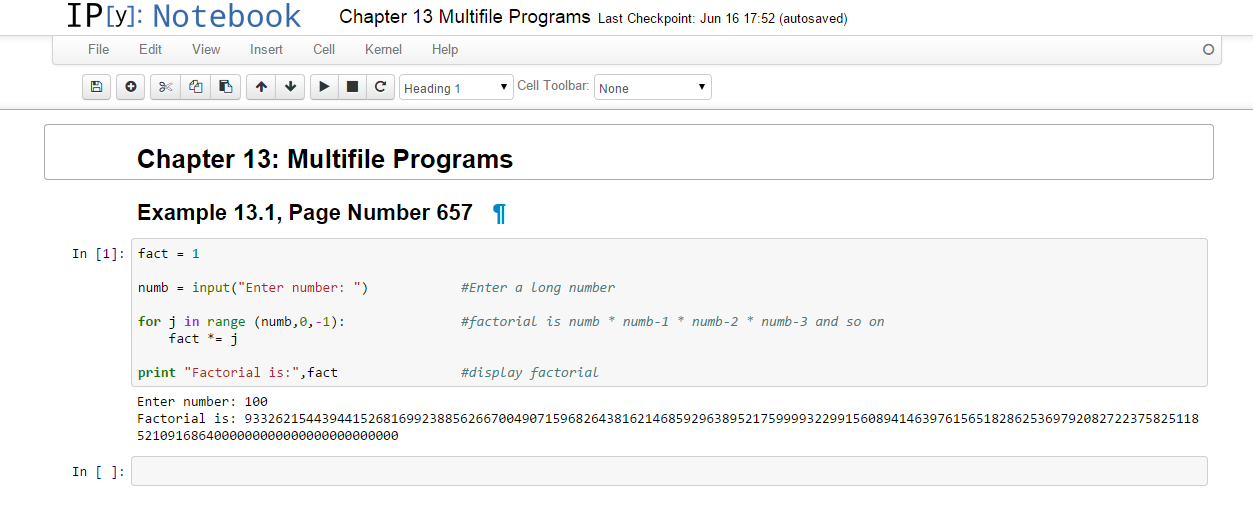 IP[y]: Notebook Chapter 13 Multifile Programs Last Checkpoint: Jun 16 17:52 (autosaved)
File Edit View Insert Cell Kernel Help
Heading 1 Cell Toolbar: None
Chapter 13: Multifile Programs
Example 13.1, Page Number 657 ¶
In [1]: fact = 1
numb = input("Enter number: ") #Enter a long number
for j in range (numb,0,-1): #factorial is numb * numb-1 * numb-2 * numb-3 and so on
fact *= j
print "Factorial is:",fact #display factorial
Enter number: 100
Factorial is: 933262154439441526816992388562667004907159682643816214685929638952175999932299156089414639761565182862536979208272237582511 8
521091686400000000000000000000000
In [ ]: